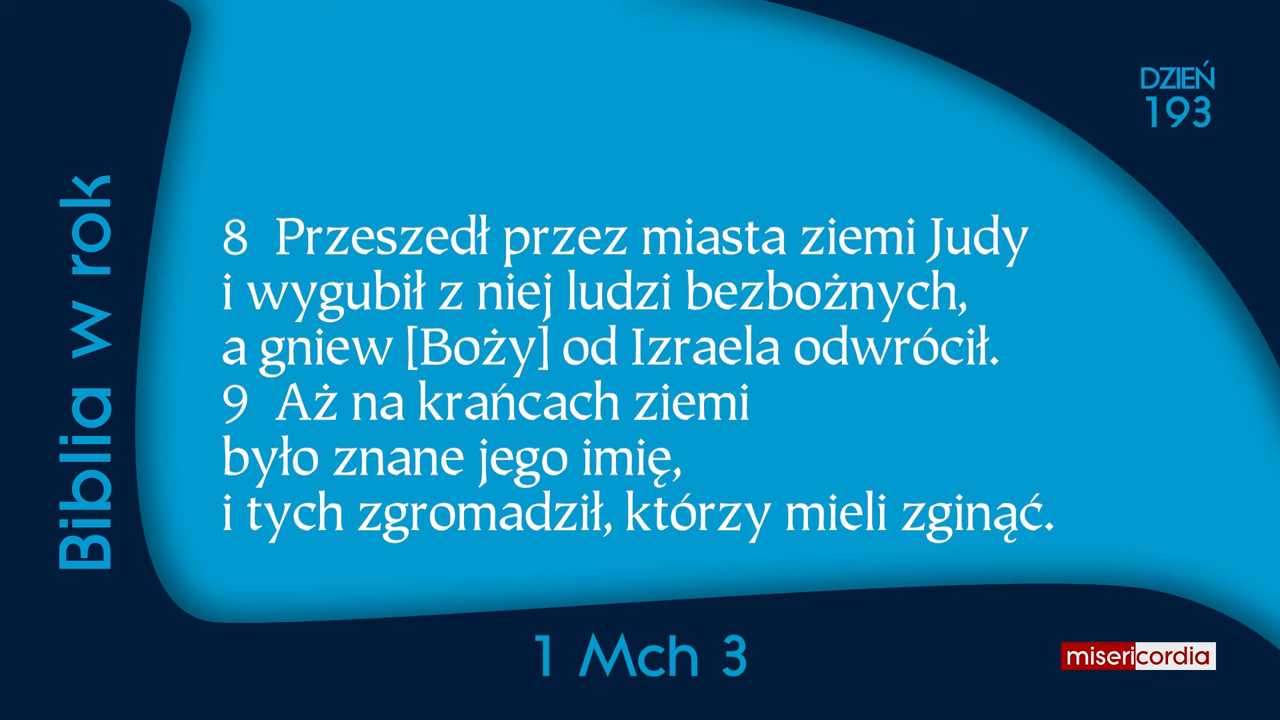 DZIEŃ
193
Biblia w rok
8 Przeszedł przez miasta ziemi Judy
i wygubił z niej ludzi bezbożnych,
a gniew [Boży] od Izraela odwrócił.
9 Aż na krańcach ziemi
było znane jego imię,
i tych zgromadził, którzy mieli zginąć.
1 Mch 3
misericordia